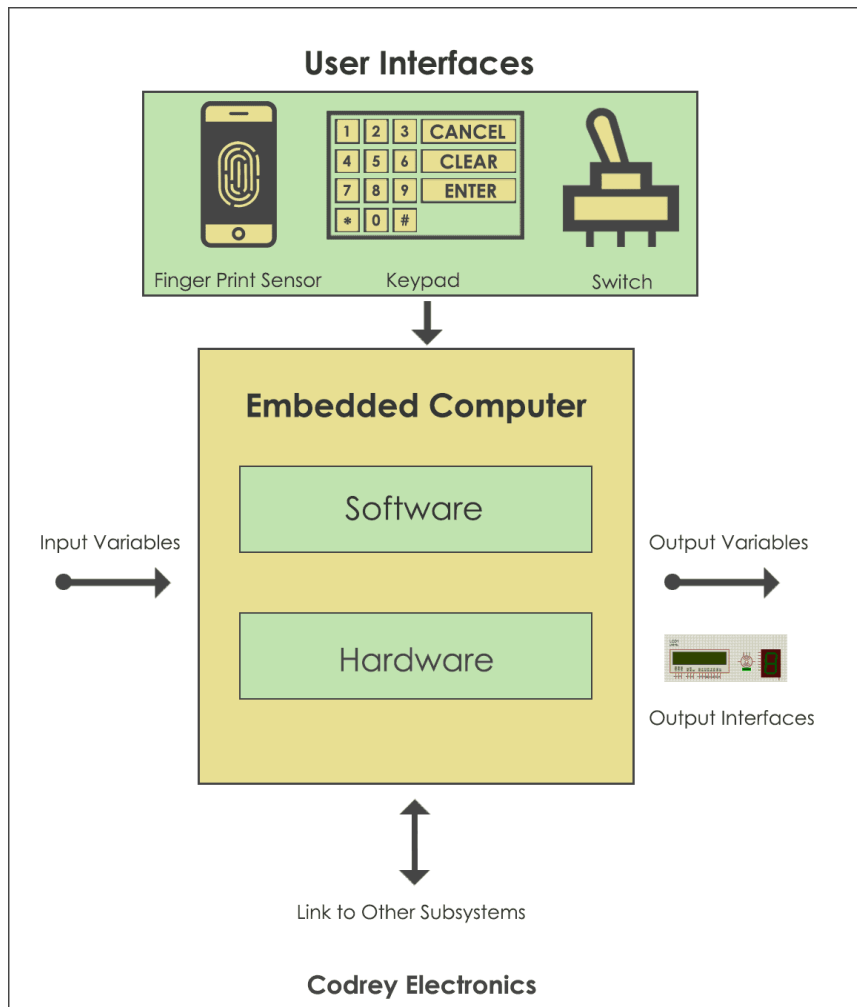 User Interfaces
1 2 3 CANCEL
4 5 6 CLEAR
7 8 9 ENTER
* 0 #
Finger Print Sensor Keypad Switch
Embedded Computer
Software
Input Variables
Output Variables
Hardware
Output Interfaces
Link to Other Subsystems
Codrey Electronics